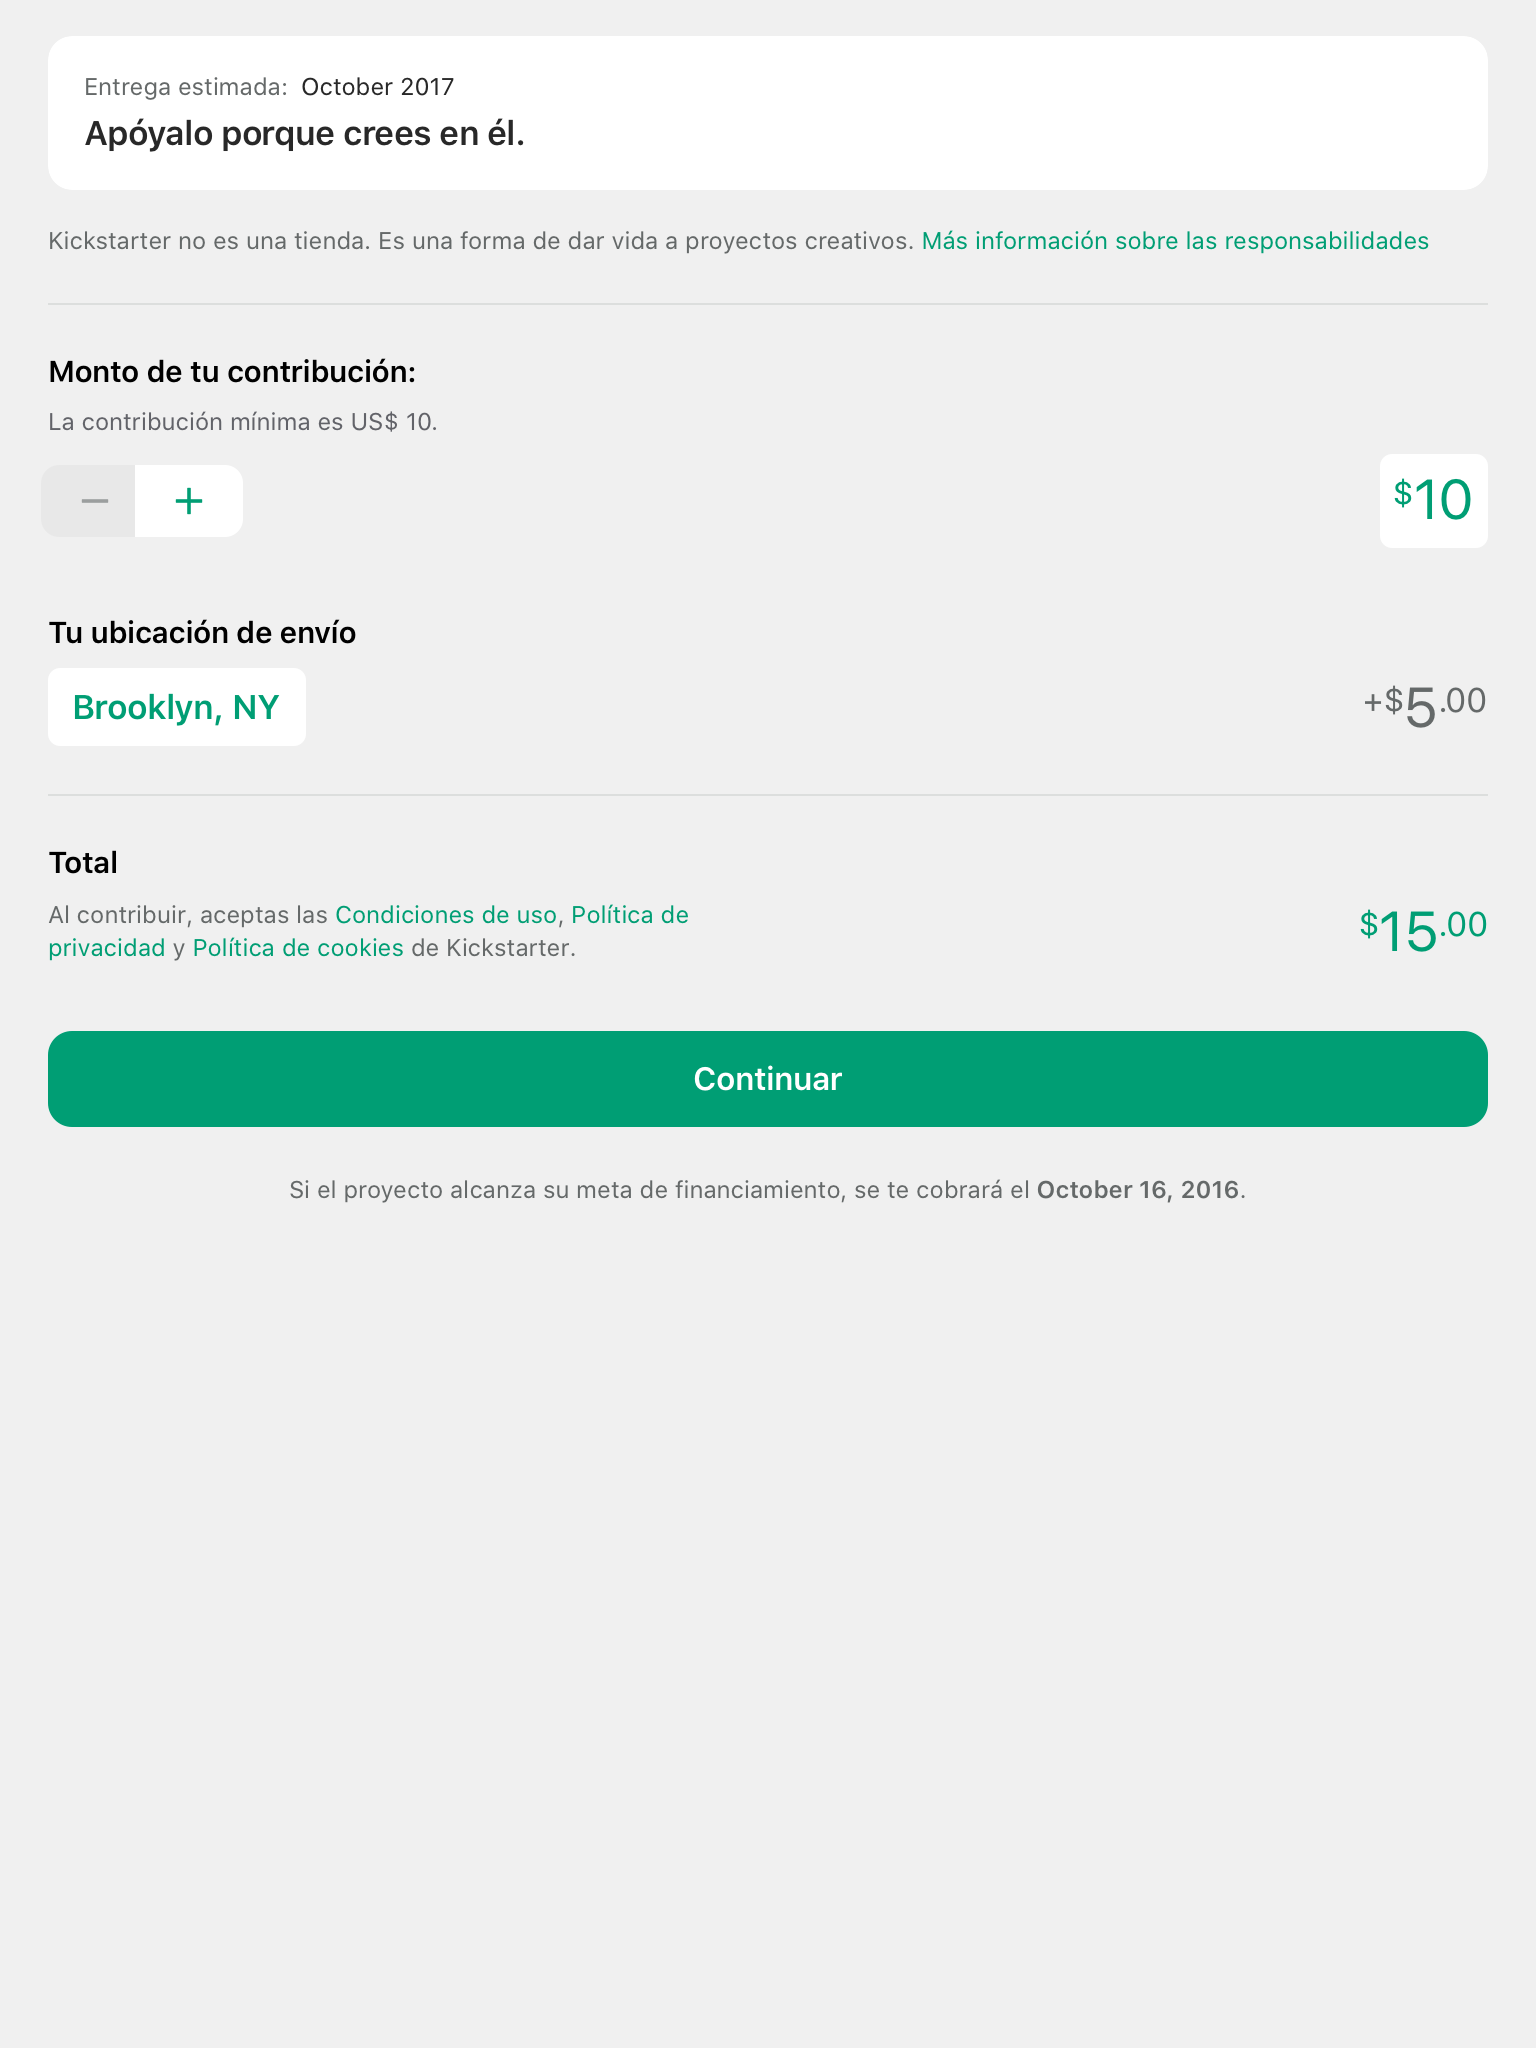 Entrega estimada: October 2017
Apóyalo porque crees en él.
Kickstarter no es una tienda. Es una forma de dar vida a proyectos creativos. Más información sobre las responsabilidades
Monto de tu contribución:
La contribución mínima es US$ 10.
− + $10
Tu ubicación de envío
Brooklyn, NY +$5.00
Total
Al contribuir, aceptas las Condiciones de uso, Política de
privacidad y Política de cookies de Kickstarter.
$15.00
Continuar
Si el proyecto alcanza su meta de financiamiento, se te cobrará el October 16, 2016.